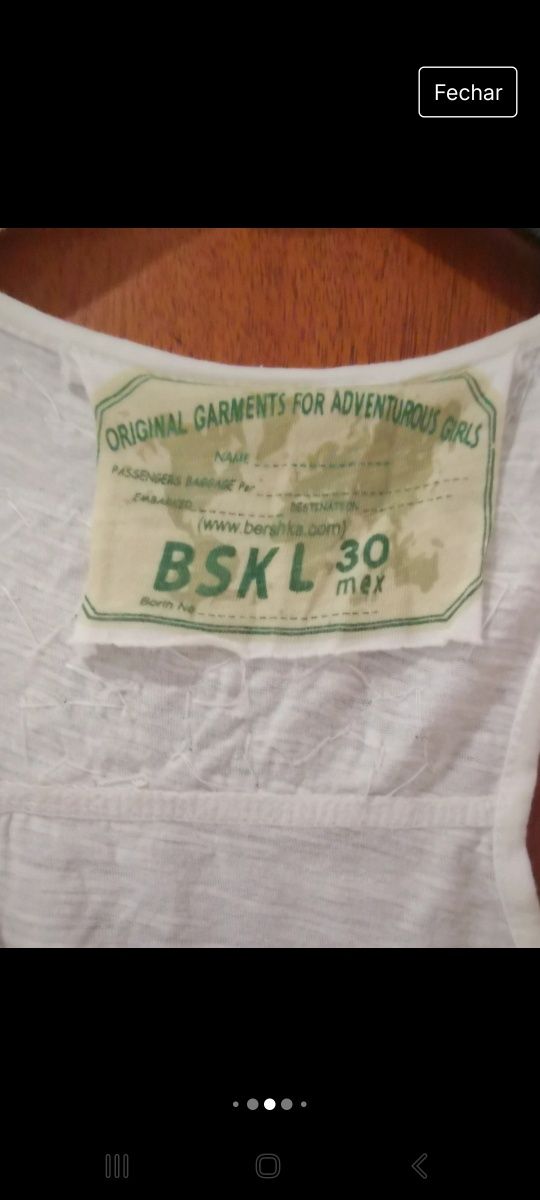 Fechar
ORIGINAL GARMENTS FOR ADVENTUROUS GIRLS
NAME
PASSENGERS BAGGAGE Per
EMBARKED DESTINATION
(www.bershka.com)
BSK L 30
mex
Berth No